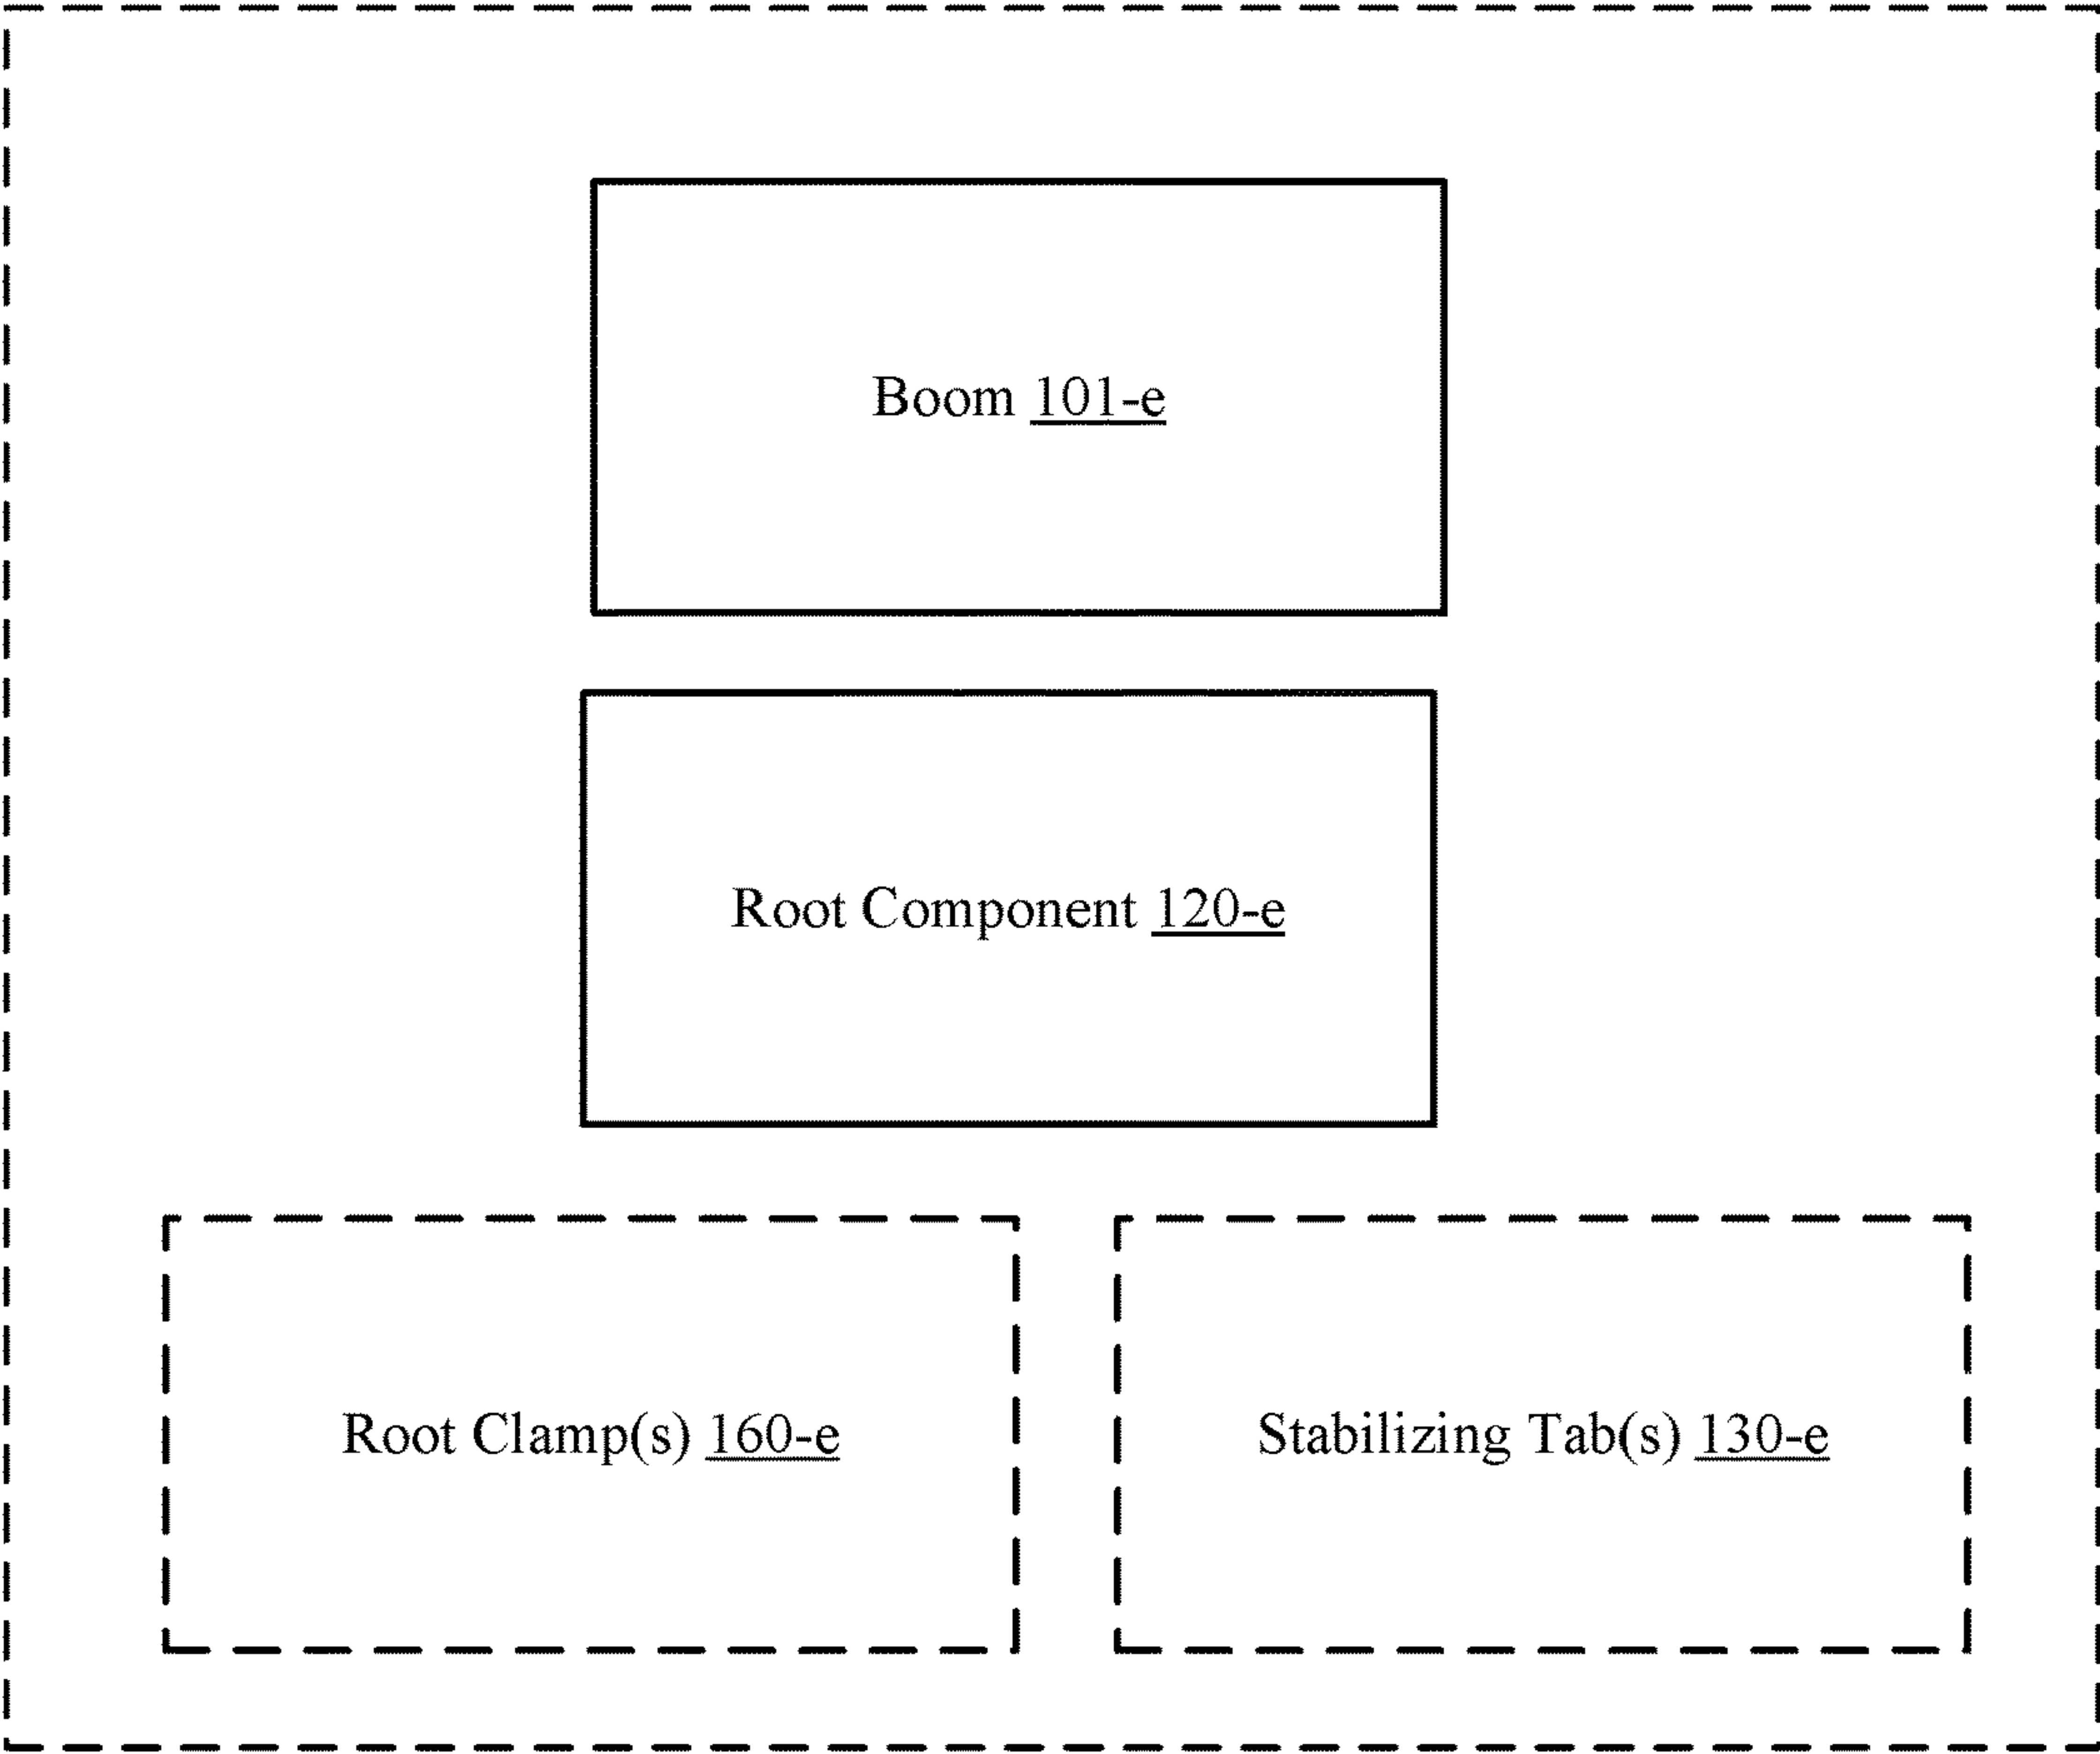 Boom 101-e
Root Component 120-e
Root Clamp(s) 160-e
Stabilizing Tab(s) 130-e